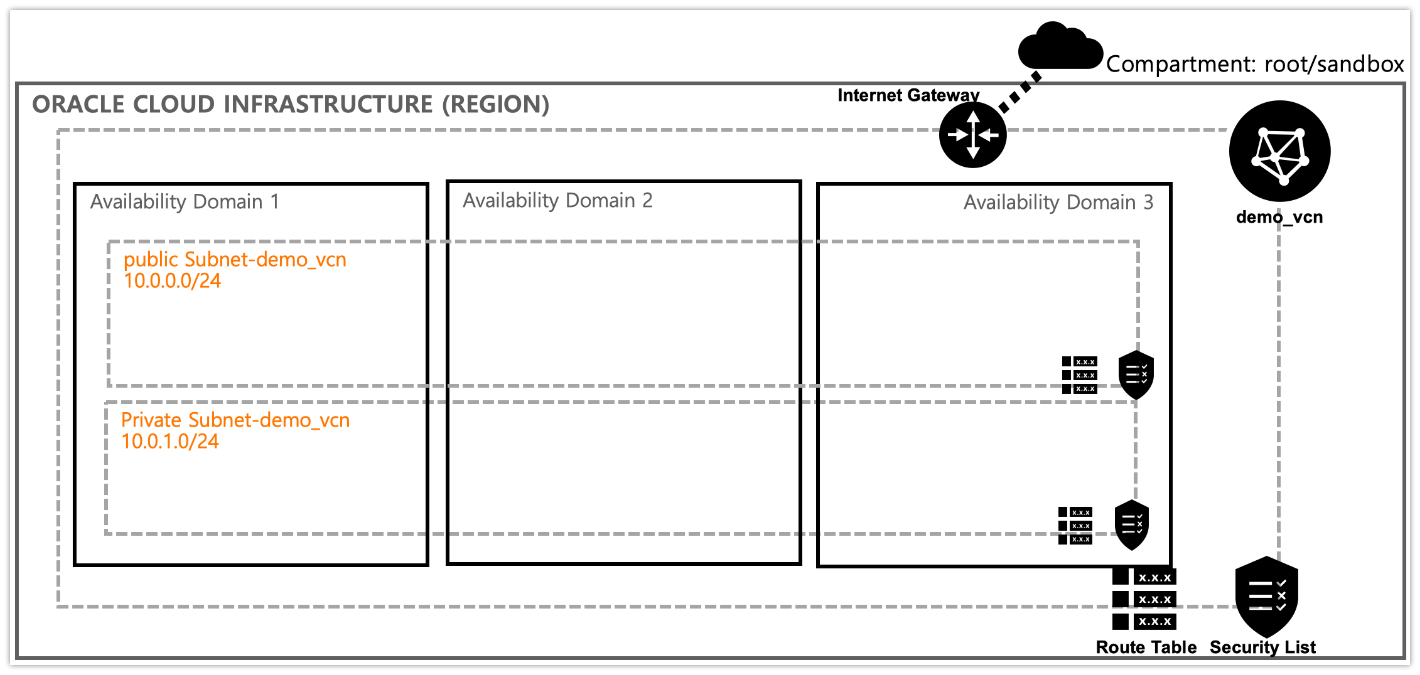 Compartment: root/sandbox
Internet Gateway
ORACLE CLOUD INFRASTRUCTURE (REGION)
demo_vcn
Availability Domain 1
Availability Domain 2
Availability Domain 3
public Subnet-demo_vcn
10.0.0.0/24
x.x.x
x.x.x
x.x.x
Private Subnet-demo_vcn
10.0.1.0/24
x.x.x
x.x.x
x.x.x
x.x.x
x.x.x
x.x.x
Route Table
Security List